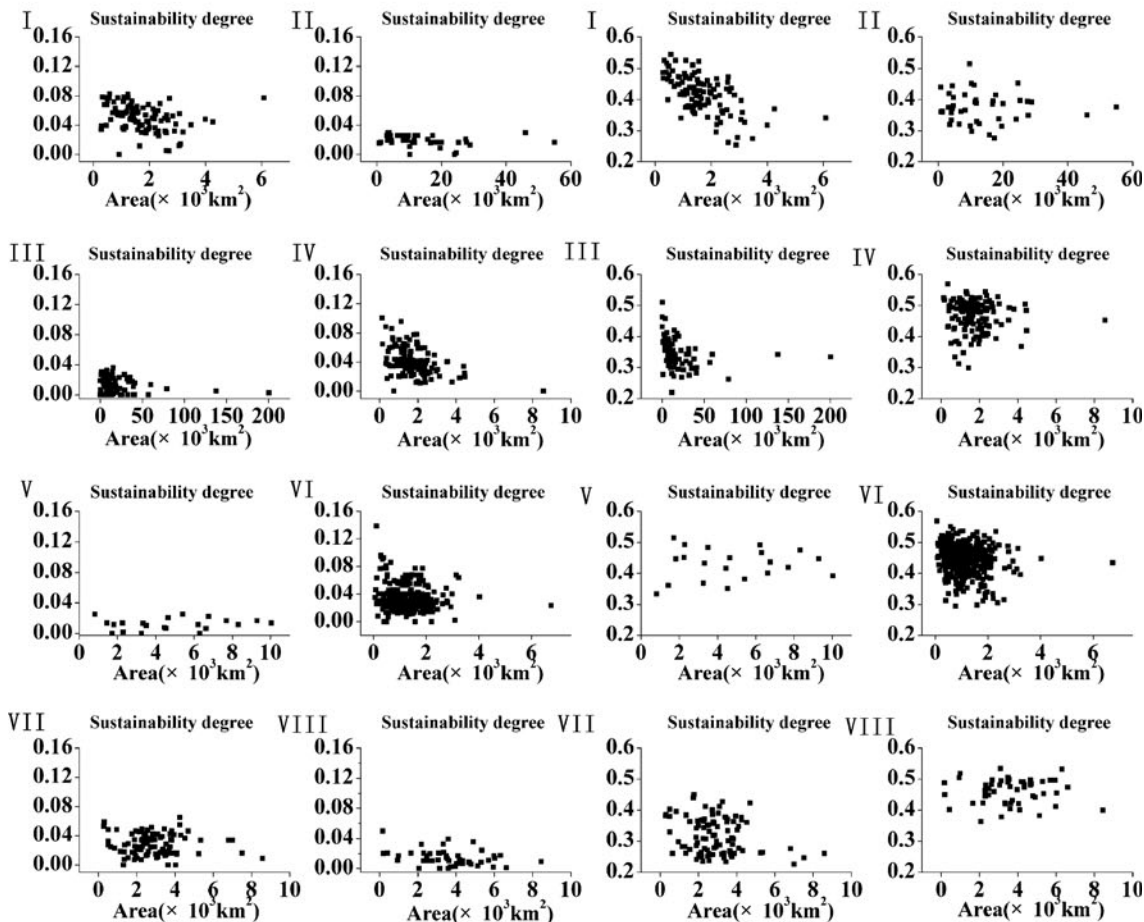 I
Sustainability degree
0.16
0.12
0.08
0.04
0.00
0 2 4 6
Area(× 10³km²)
II
Sustainability degree
0.16
0.12
0.08
0.04
0.00
0 20 40 60
Area(× 10³km²)
I
Sustainability degree
0.6
0.5
0.4
0.3
0.2
0 2 4 6
Area(× 10³km²)
II
Sustainability degree
0.6
0.5
0.4
0.3
0.2
0 20 40 60
Area(× 10³km²)
III
Sustainability degree
0.16
0.12
0.08
0.04
0.00
0 50 100 150 200
Area(× 10³km²)
IV
Sustainability degree
0.16
0.12
0.08
0.04
0.00
0 2 4 6 8 10
Area(× 10³km²)
III
Sustainability degree
0.6
0.5
0.4
0.3
0.2
0 50 100 150 200
Area(× 10³km²)
IV
Sustainability degree
0.6
0.5
0.4
0.3
0.2
0 2 4 6 8 10
Area(× 10³km²)
V
Sustainability degree
0.16
0.12
0.08
0.04
0.00
0 2 4 6 8 10
Area(× 10³km²)
VI
Sustainability degree
0.16
0.12
0.08
0.04
0.00
0 2 4 6
Area(× 10³km²)
V
Sustainability degree
0.6
0.5
0.4
0.3
0.2
0 2 4 6 8 10
Area(× 10³km²)
VI
Sustainability degree
0.6
0.5
0.4
0.3
0.2
0 2 4 6
Area(× 10³km²)
VII
Sustainability degree
0.16
0.12
0.08
0.04
0.00
0 2 4 6 8 10
Area(× 10³km²)
VIII
Sustainability degree
0.16
0.12
0.08
0.04
0.00
0 2 4 6 8 10
Area(× 10³km²)
VII
Sustainability degree
0.6
0.5
0.4
0.3
0.2
0 2 4 6 8 10
Area(× 10³km²)
VIII
Sustainability degree
0.6
0.5
0.4
0.3
0.2
0 2 4 6 8 10
Area(× 10³km²)